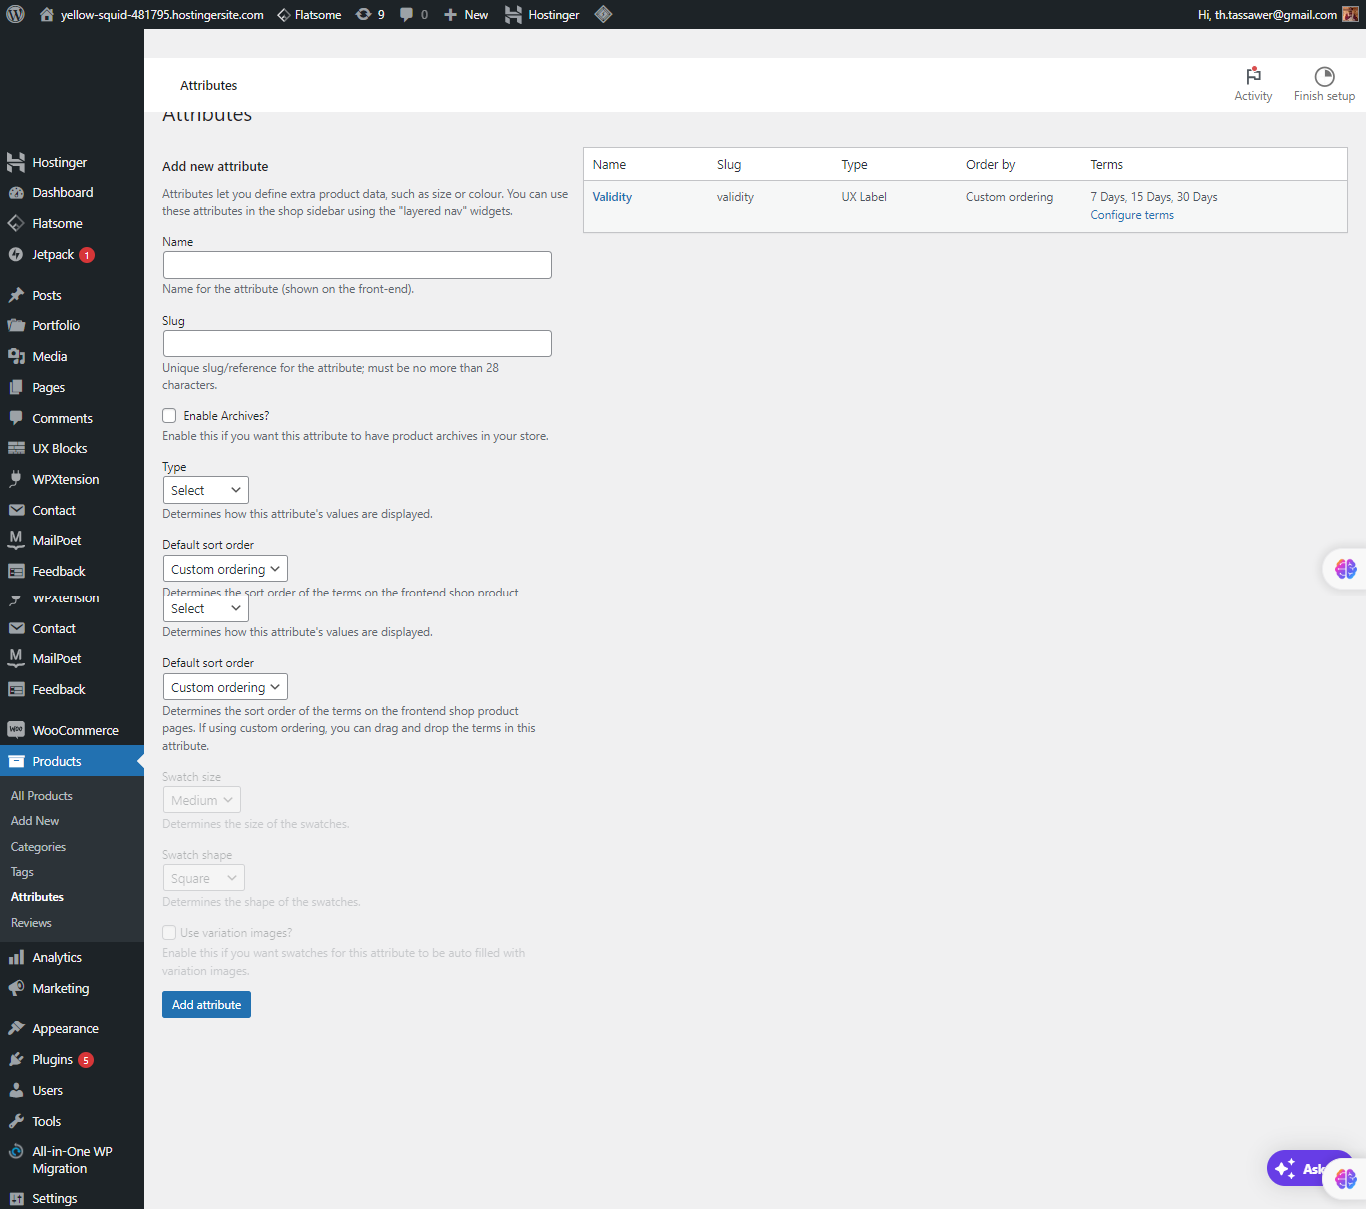 yellow-squid-481795.hostingersite.com Flatsome 9 0 New Hostinger Hi, th.tassawer@gmail.com
Attributes
Activity
Finish setup
Attributes
Hostinger
Dashboard
Flatsome
Jetpack 1
Posts
Portfolio
Media
Pages
Comments
UX Blocks
WPXtension
Contact
MailPoet
Feedback
WPXtension
Contact
MailPoet
Feedback
WooCommerce
Products
All Products
Add New
Categories
Tags
Attributes
Reviews
Analytics
Marketing
Appearance
Plugins 5
Users
Tools
All-in-One WP
Migration
Settings
Add new attribute
Attributes let you define extra product data, such as size or colour. You can use
these attributes in the shop sidebar using the "layered nav" widgets.
Name
Name for the attribute (shown on the front-end).
Slug
Unique slug/reference for the attribute; must be no more than 28
characters.
Enable Archives?
Enable this if you want this attribute to have product archives in your store.
Type
Select
Determines how this attribute's values are displayed.
Default sort order
Custom ordering
Determines the sort order of the terms on the frontend shop product
Select
Determines how this attribute's values are displayed.
Default sort order
Custom ordering
Determines the sort order of the terms on the frontend shop product
pages. If using custom ordering, you can drag and drop the terms in this
attribute.
Swatch size
Medium
Determines the size of the swatches.
Swatch shape
Square
Determines the shape of the swatches.
Use variation images?
Enable this if you want swatches for this attribute to be auto filled with
variation images.
Add attribute
Name Slug Type Order by Terms
Validity validity UX Label Custom ordering 7 Days, 15 Days, 30 Days
Configure terms
Ask